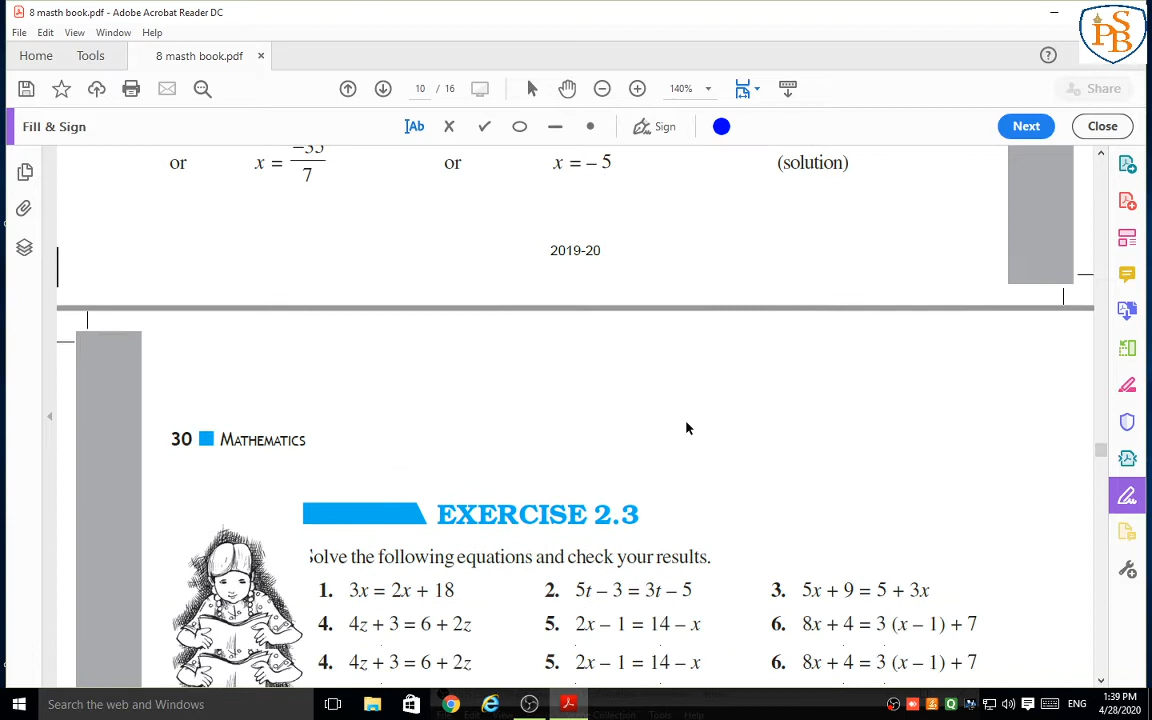 8 masth book.pdf - Adobe Acrobat Reader DC
File Edit View Window Help
PSB
Home Tools 8 masth book.pdf ×
10 / 16 140% Share
Fill & Sign Ab Sign Next Close
or x = −35/7 or x = – 5 (solution)
2019-20
30 MATHEMATICS
EXERCISE 2.3
Solve the following equations and check your results.
1. 3x = 2x + 18 2. 5t – 3 = 3t – 5 3. 5x + 9 = 5 + 3x
4. 4z + 3 = 6 + 2z 5. 2x – 1 = 14 – x 6. 8x + 4 = 3 (x – 1) + 7
4. 4z + 3 = 6 + 2z 5. 2x – 1 = 14 – x 6. 8x + 4 = 3 (x – 1) + 7
Search the web and Windows ENG 1:39 PM
4/28/2020